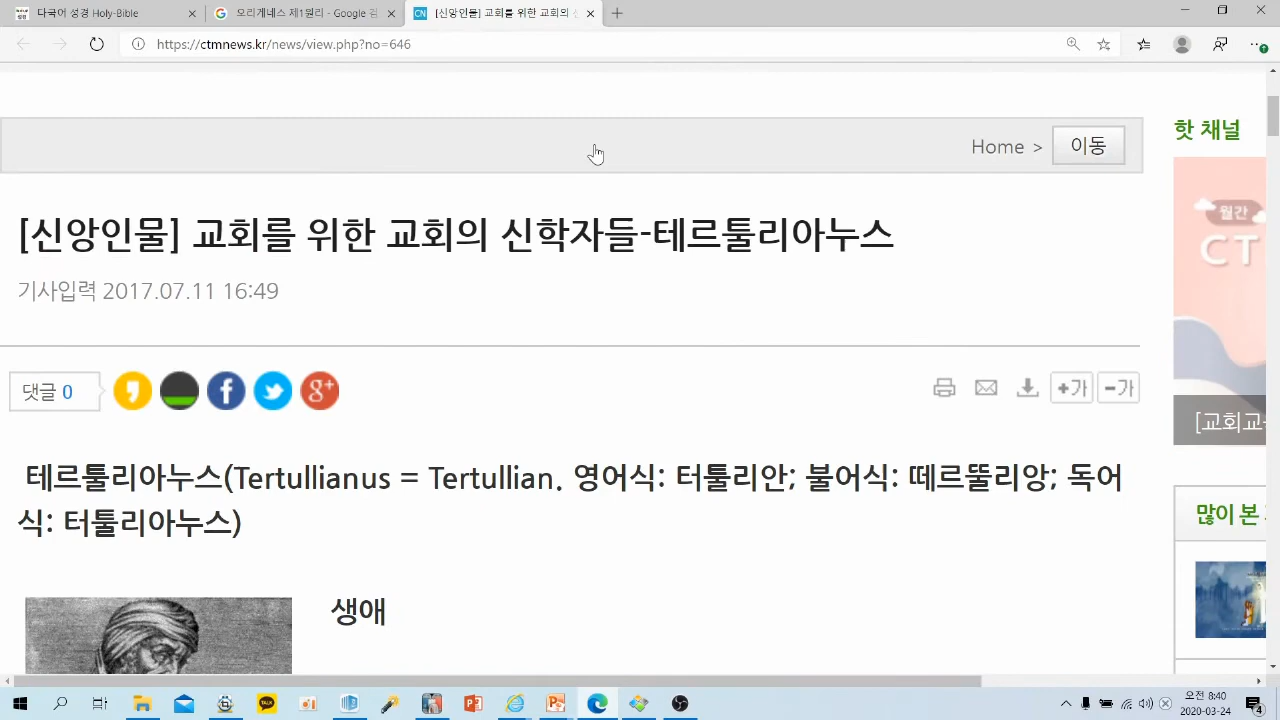 다국어 성경 Holy-Bible
오리게네스 제1원리 - Google 검
[신앙인물] 교회를 위한 교회의 신
https://ctmnews.kr/news/view.php?no=646
Home > 이동
핫 채널
[신앙인물] 교회를 위한 교회의 신학자들-테르툴리아누스
월간
CT
기사입력 2017.07.11 16:49
댓글 0
+가 -가
[교회교
테르툴리아누스(Tertullianus = Tertullian. 영어식: 터툴리안; 불어식: 떼르뚤리앙; 독어
식: 터툴리아누스)
많이 본
생애
오전 8:40
2020-03-24